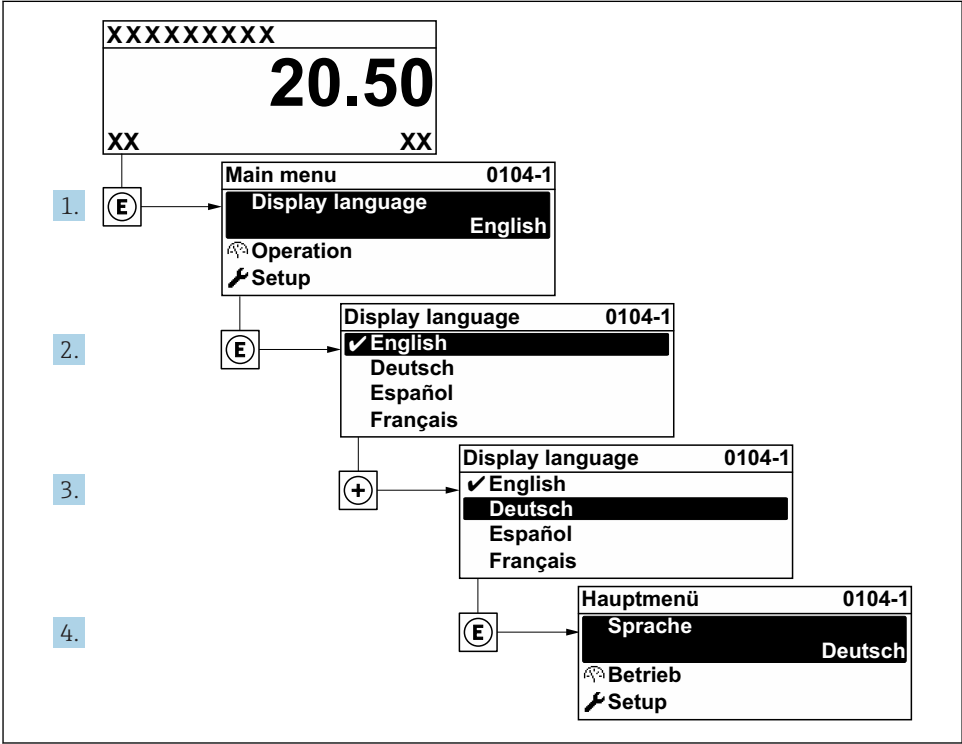 XXXXXXXXX
20.50
XX XX
1. E
Main menu 0104-1
Display language
English
Operation
Setup
2. E
Display language 0104-1
✔English
Deutsch
Español
Français
3. +
Display language 0104-1
✔English
Deutsch
Español
Français
4. E
Hauptmenü 0104-1
Sprache
Deutsch
Betrieb
Setup